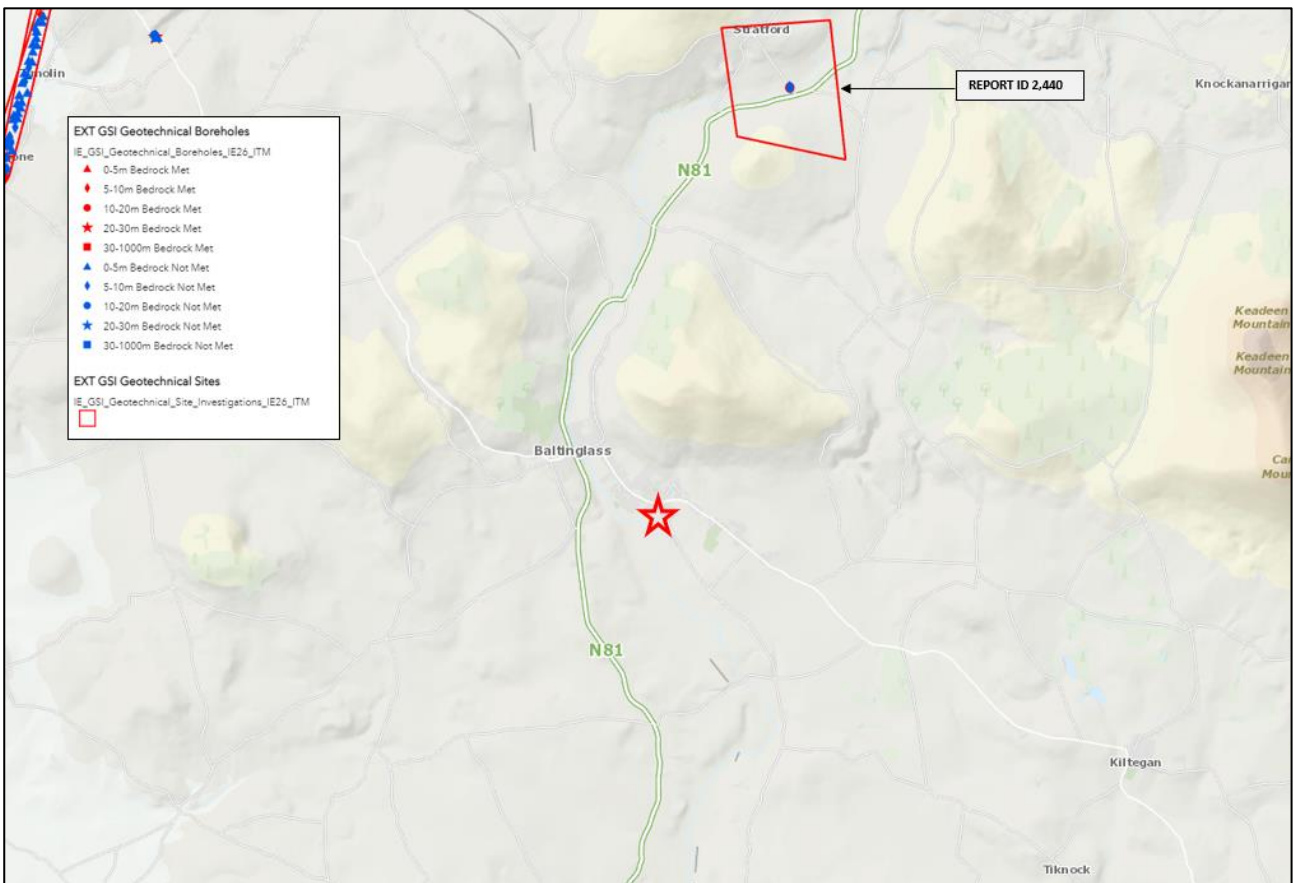 Stratford
REPORT ID 2,440
Knockanarrigan
EXT GSI Geotechnical Boreholes
IE_GSI_Geotechnical_Boreholes_IE26_ITM
0-5m Bedrock Met
5-10m Bedrock Met
10-20m Bedrock Met
20-30m Bedrock Met
30-1000m Bedrock Met
0-5m Bedrock Not Met
5-10m Bedrock Not Met
10-20m Bedrock Not Met
20-30m Bedrock Not Met
30-1000m Bedrock Not Met
EXT GSI Geotechnical Sites
IE_GSI_Geotechnical_Site_Investigations_IE26_ITM
N81
Keadeen
Mountain
Keadeen
Mountain
Baltinglass
N81
Kiltegan
Tiknock